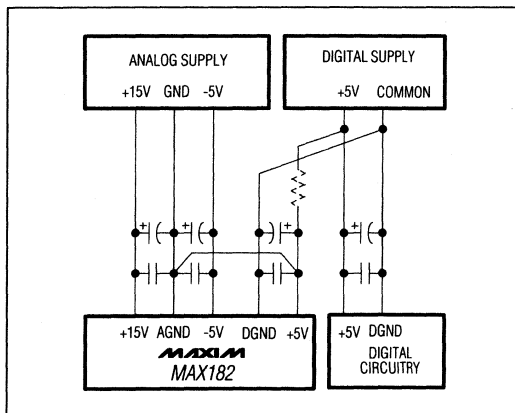 ANALOG SUPPLY
+15V GND -5V
DIGITAL SUPPLY
+5V COMMON
+ + + +
+15V AGND -5V DGND +5V
MAXIM
MAX182
+5V DGND
DIGITAL
CIRCUITRY